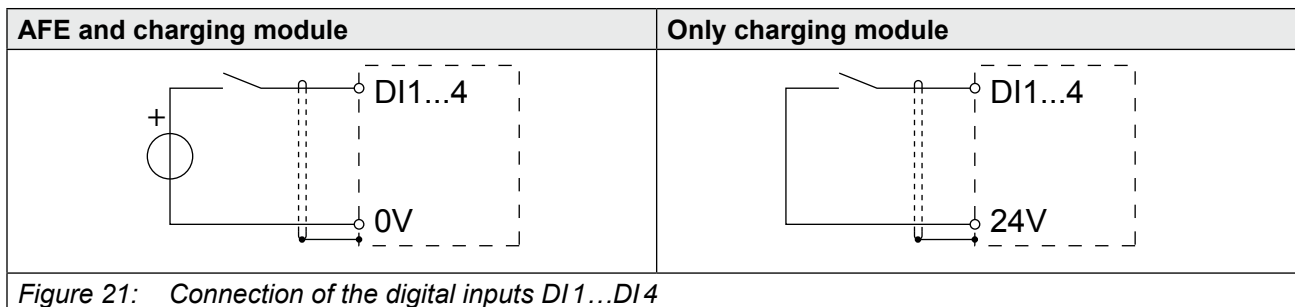 AFE and charging module
Only charging module
DI1...4
+
0V
DI1...4
24V
Figure 21: Connection of the digital inputs DI1…DI4